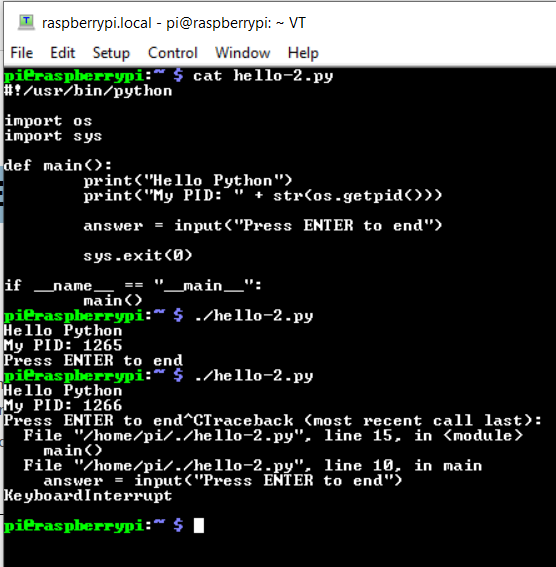 raspberrypi.local - pi@raspberrypi: ~ VT
File Edit Setup Control Window Help
pi@raspberrypi:~ $ cat hello-2.py
#!/usr/bin/python

import os
import sys

def main():
        print("Hello Python")
        print("My PID: " + str(os.getpid()))

        answer = input("Press ENTER to end")

        sys.exit(0)

if __name__ == "__main__":
        main()
pi@raspberrypi:~ $ ./hello-2.py
Hello Python
My PID: 1265
Press ENTER to end
pi@raspberrypi:~ $ ./hello-2.py
Hello Python
My PID: 1266
Press ENTER to end^CTraceback (most recent call last):
  File "/home/pi/./hello-2.py", line 15, in <module>
    main()
  File "/home/pi/./hello-2.py", line 10, in main
    answer = input("Press ENTER to end")
KeyboardInterrupt

pi@raspberrypi:~ $